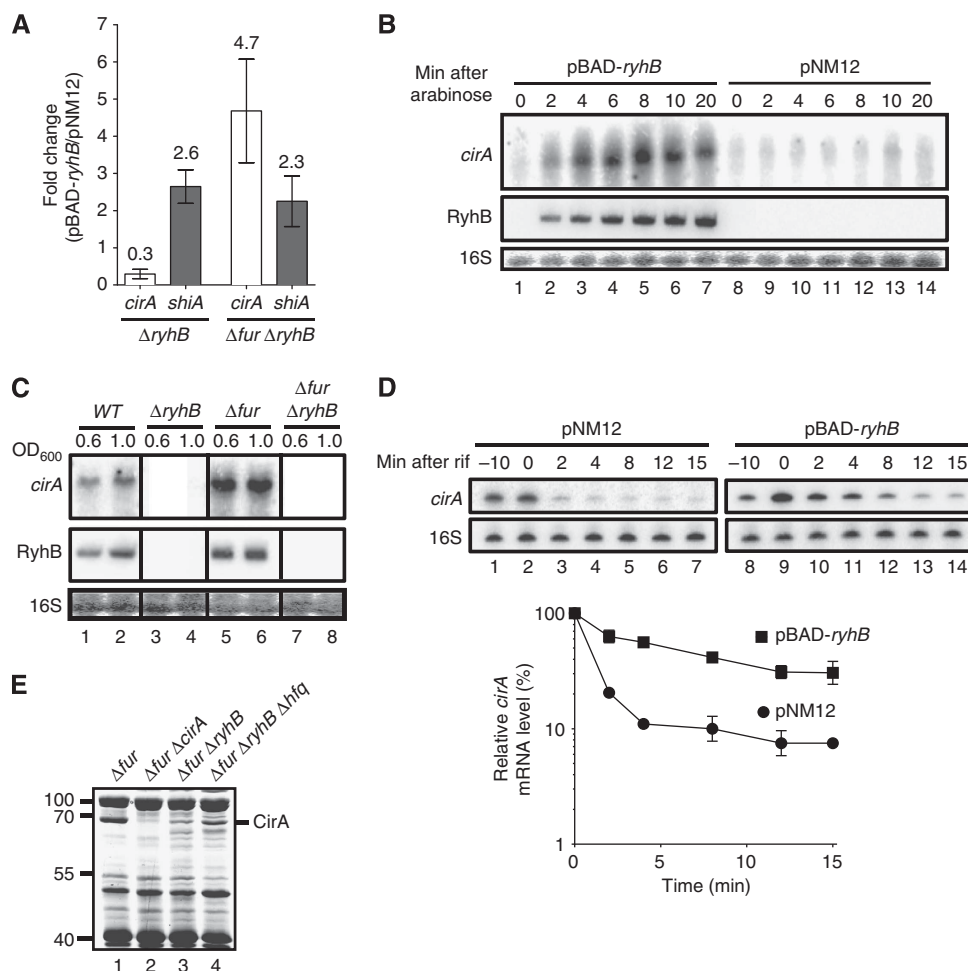 A
7
6
5
4
3
2
1
0
Fold change
(pBAD-ryhB/pNM12)
0.3
2.6
4.7
2.3
cirA shiA cirA shiA
ΔryhB Δfur ΔryhB
B
pBAD-ryhB pNM12
Min after
arabinose
0 2 4 6 8 10 20 0 2 4 6 8 10 20
cirA
RyhB
16S
1 2 3 4 5 6 7 8 9 10 11 12 13 14
C
WT ΔryhB Δfur Δfur
ΔryhB
OD600
0.6 1.0 0.6 1.0 0.6 1.0 0.6 1.0
cirA
RyhB
16S
1 2 3 4 5 6 7 8
D
pNM12 pBAD-ryhB
Min after rif –10 0 2 4 8 12 15 –10 0 2 4 8 12 15
cirA
16S
1 2 3 4 5 6 7 8 9 10 11 12 13 14
100
10
1
Relative cirA
mRNA level (%)
pBAD-ryhB
pNM12
0 5 10 15
Time (min)
E
Δfur
Δfur ΔcirA
Δfur ΔryhB
Δfur ΔryhB Δhfq
100
70
55
40
CirA
1 2 3 4